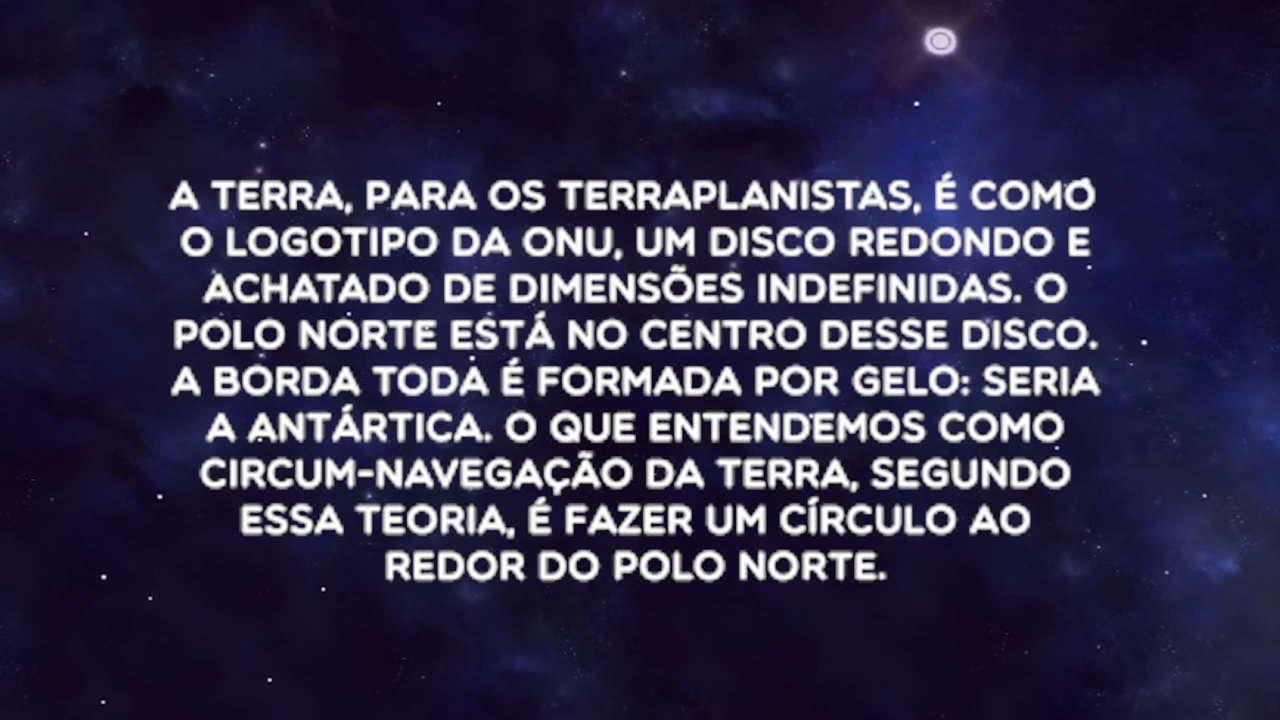 A TERRA, PARA OS TERRAPLANISTAS, É COMO
O LOGOTIPO DA ONU, UM DISCO REDONDO E
ACHATADO DE DIMENSÕES INDEFINIDAS. O
POLO NORTE ESTÁ NO CENTRO DESSE DISCO.
A BORDA TODA É FORMADA POR GELO: SERIA
A ANTÁRTICA. O QUE ENTENDEMOS COMO
CIRCUM-NAVEGAÇÃO DA TERRA, SEGUNDO
ESSA TEORIA, É FAZER UM CÍRCULO AO
REDOR DO POLO NORTE.